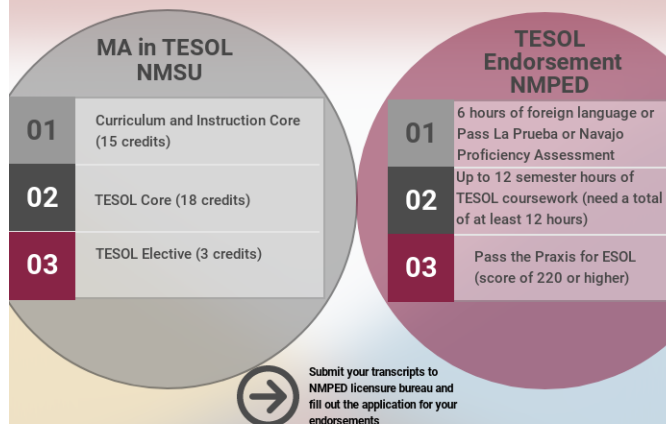 MA in TESOL
NMSU
01
Curriculum and Instruction Core
(15 credits)
02
TESOL Core (18 credits)
03
TESOL Elective (3 credits)
TESOL
Endorsement
NMPED
01
6 hours of foreign language or
Pass La Prueba or Navajo
Proficiency Assessment
02
Up to 12 semester hours of
TESOL coursework (need a total
of at least 12 hours)
03
Pass the Praxis for ESOL
(score of 220 or higher)
Submit your transcripts to
NMPED licensure bureau and
fill out the application for your
endorsements